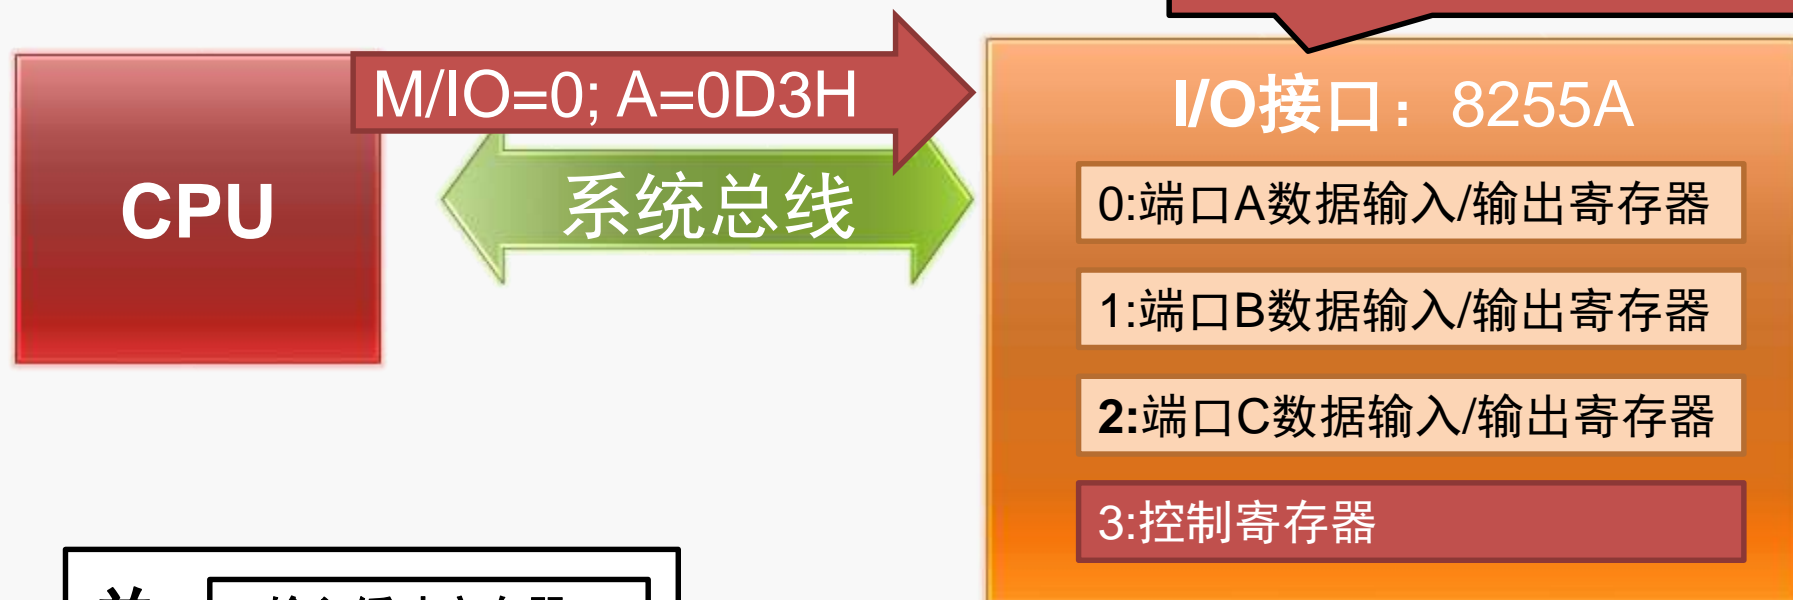 M/IO=0; A=0D3H
CPU
系统总线
I/O接口：8255A
0:端口A数据输入/输出寄存器
1:端口B数据输入/输出寄存器
2:端口C数据输入/输出寄存器
3:控制寄存器